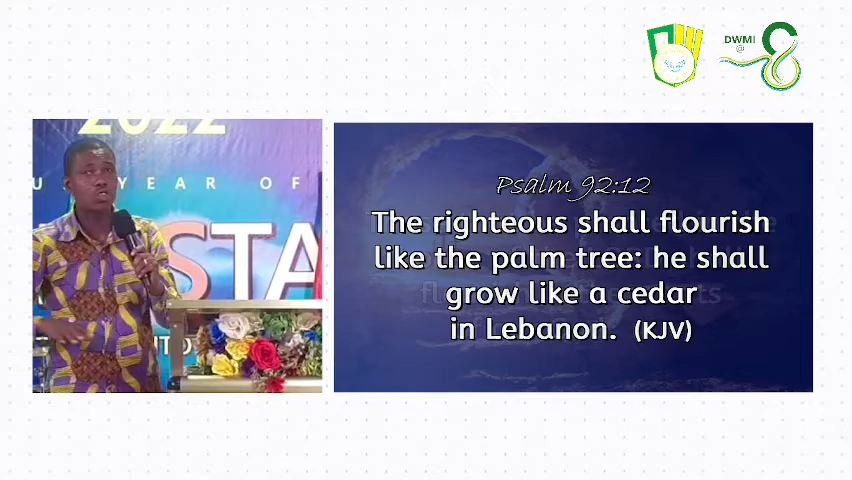 DWMI
@
2022
YEAR OF
STA
Psalm 92:12
The righteous shall flourish
like the palm tree: he shall
grow like a cedar
in Lebanon. (KJV)